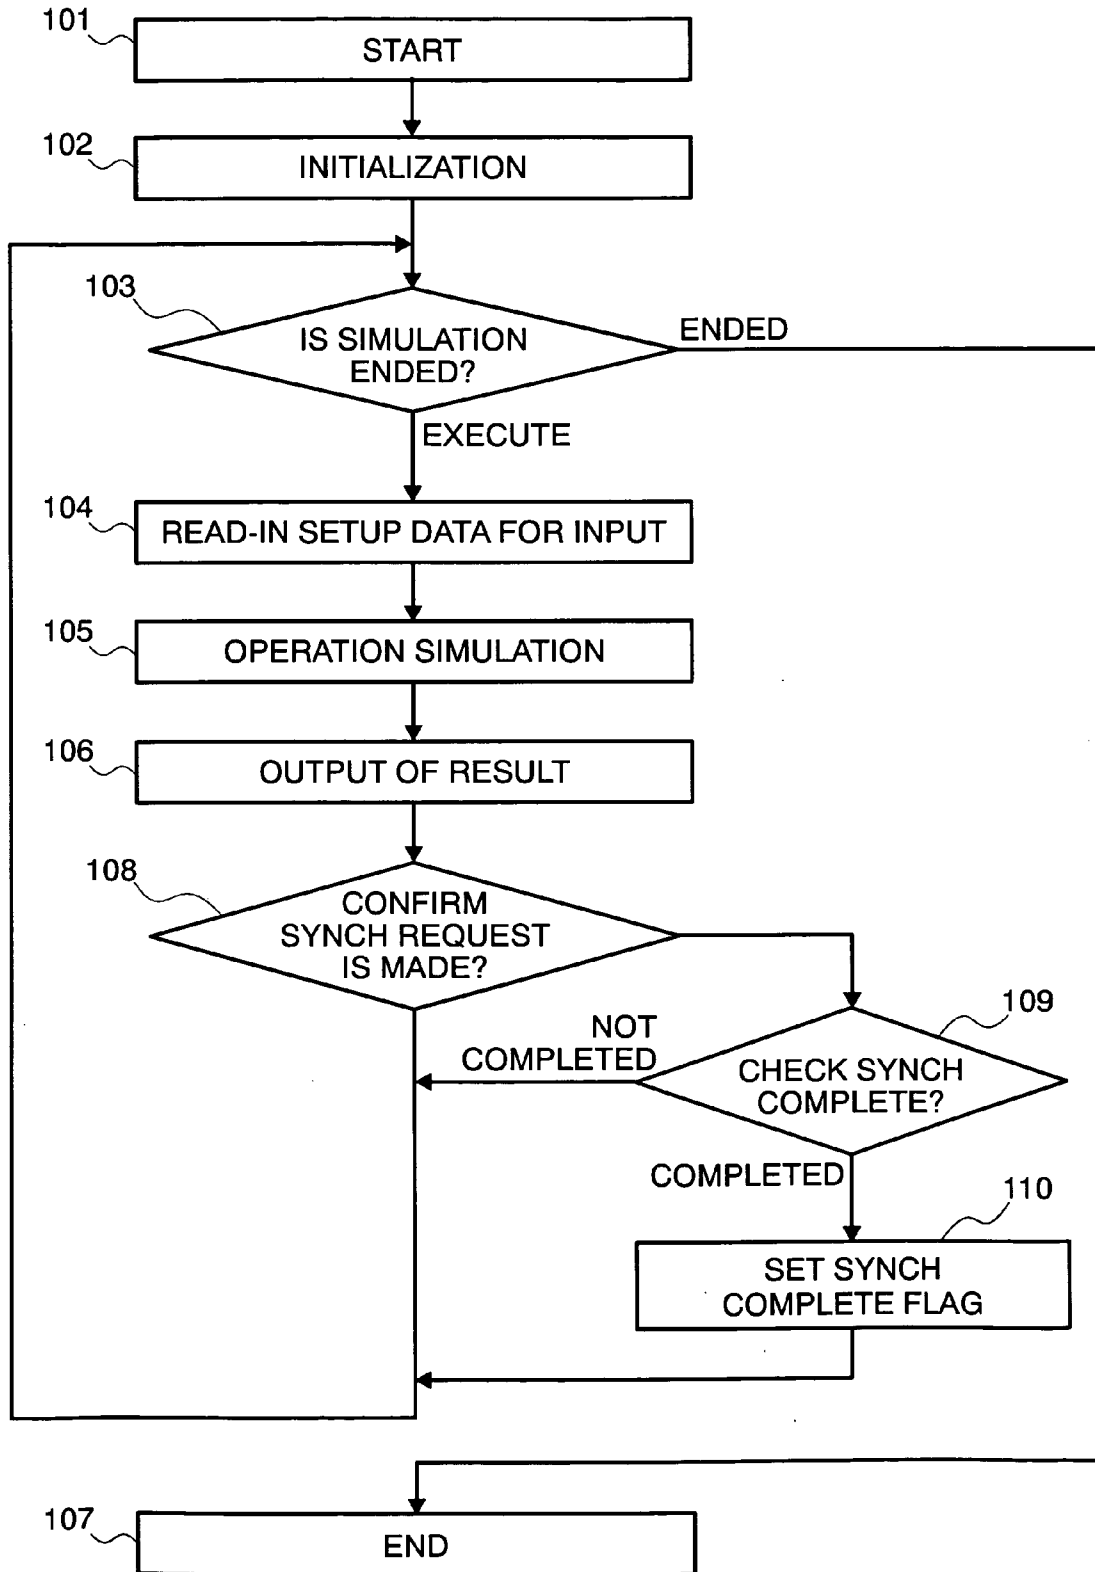 101
START
102
INITIALIZATION
103
IS SIMULATION
ENDED?
ENDED
EXECUTE
104
READ-IN SETUP DATA FOR INPUT
105
OPERATION SIMULATION
106
OUTPUT OF RESULT
108
CONFIRM
SYNCH REQUEST
IS MADE?
109
NOT
COMPLETED
CHECK SYNCH
COMPLETE?
COMPLETED
110
SET SYNCH
COMPLETE FLAG
107
END